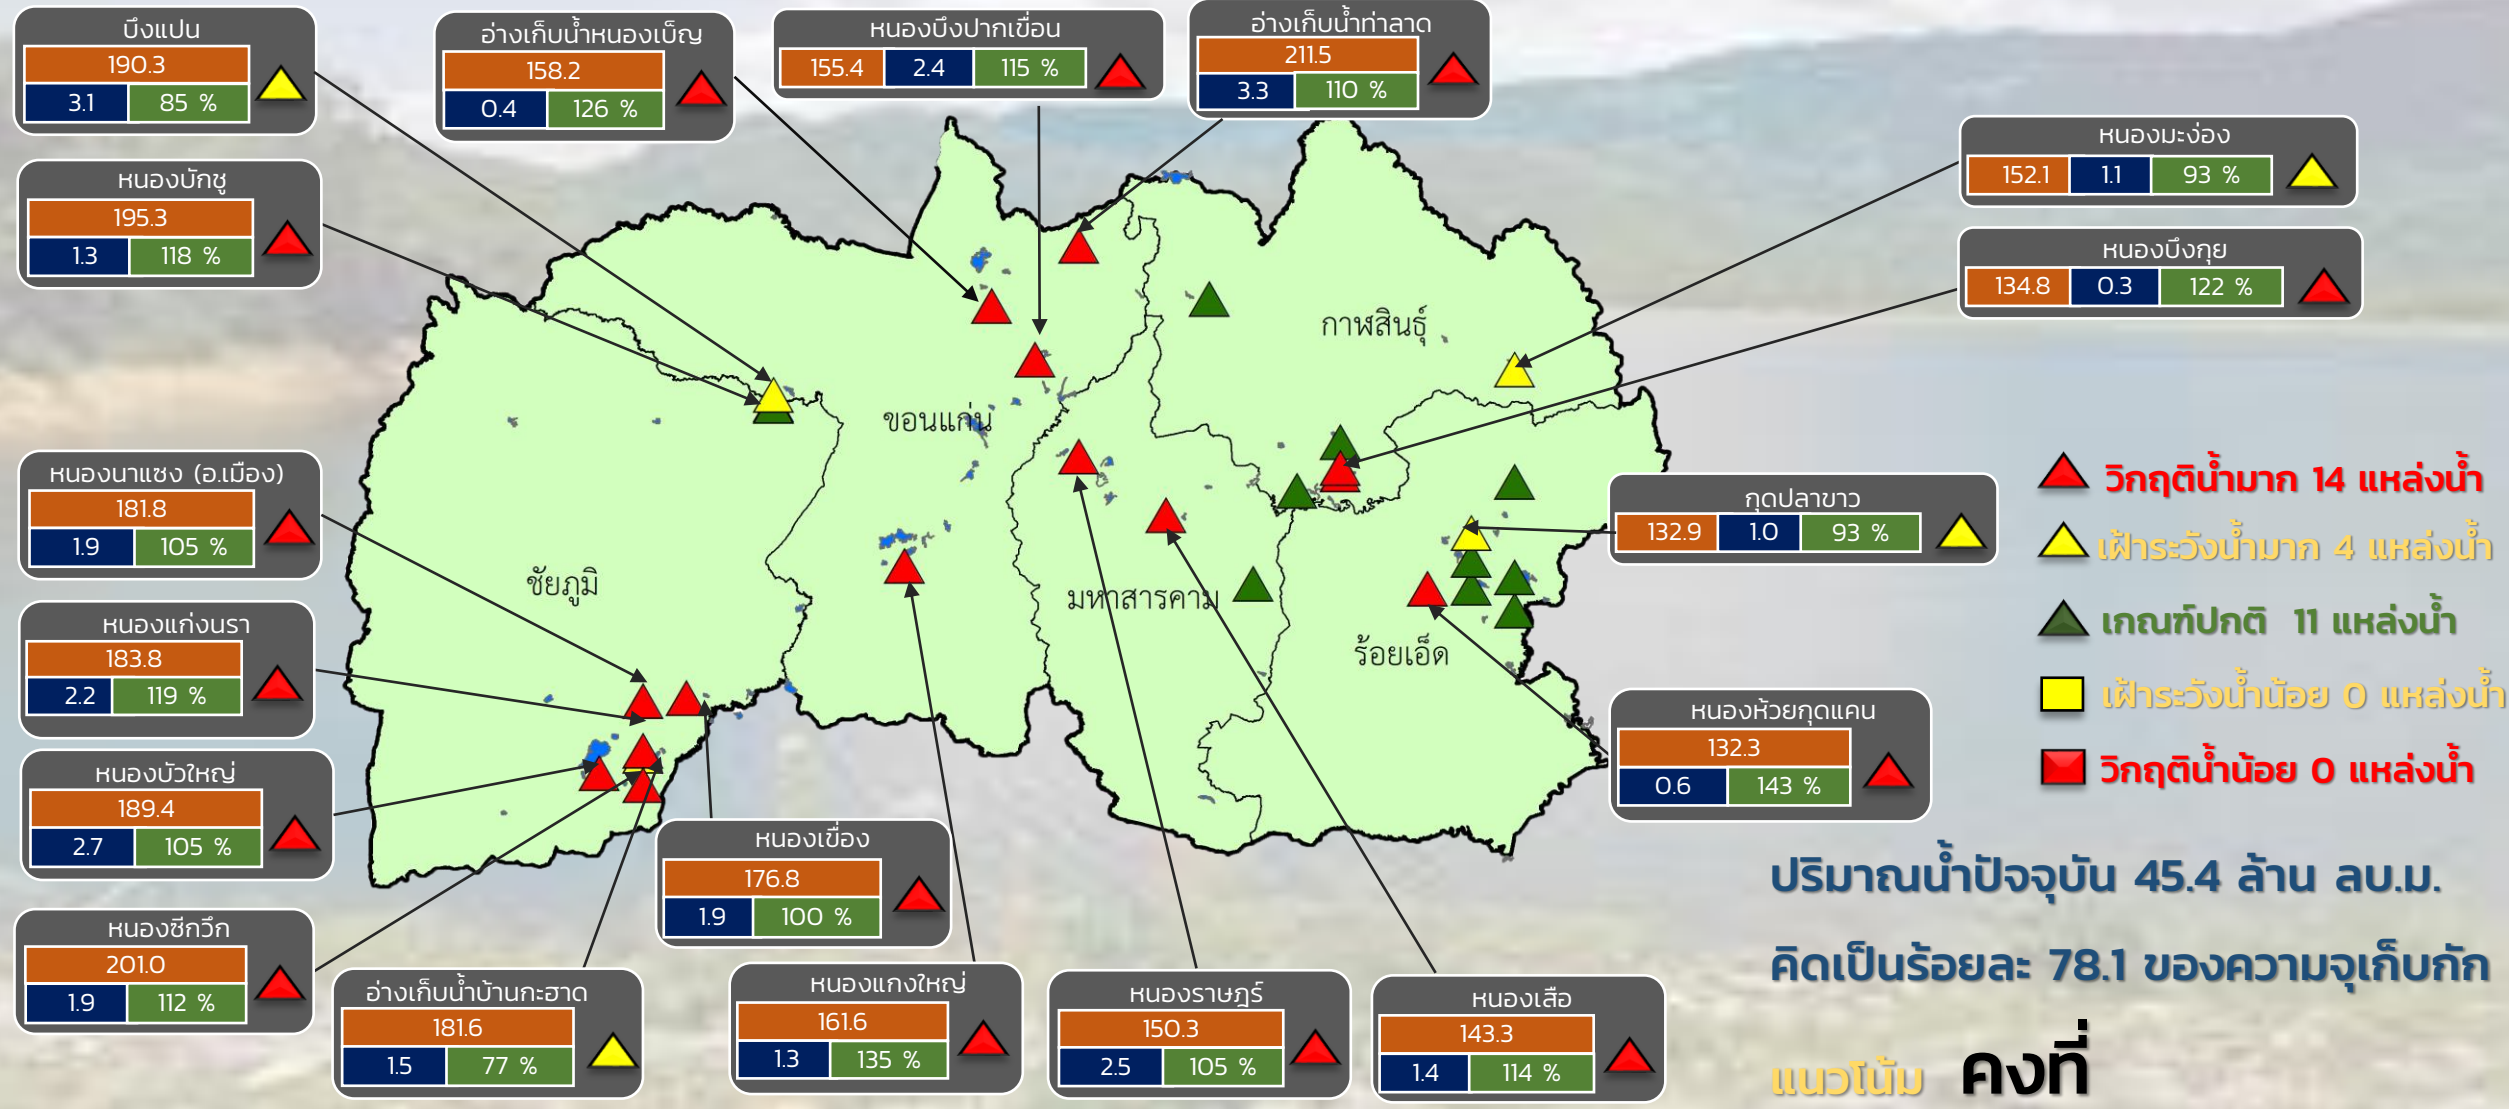 บึงแปน
190.3
3.1 85 %
อ่างเก็บน้ำหนองเบ็ญ
158.2
0.4 126 %
หนองบึงปากเขื่อน
155.4 2.4 115 %
อ่างเก็บน้ำท่าลาด
211.5
3.3 110 %
หนองมะง่อง
152.1 1.1 93 %
หนองบักชู
195.3
1.3 118 %
หนองบึงกุย
134.8 0.3 122 %
กาฬสินธุ์
ขอนแก่น
หนองนาแซง (อ.เมือง)
181.8
1.9 105 %
กุดปลาขาว
132.9 1.0 93 %
วิกฤติน้ำมาก 14 แหล่งน้ำ
เฝ้าระวังน้ำมาก 4 แหล่งน้ำ
เกณฑ์ปกติ 11 แหล่งน้ำ
เฝ้าระวังน้ำน้อย 0 แหล่งน้ำ
วิกฤติน้ำน้อย 0 แหล่งน้ำ
ชัยภูมิ
มหาสารคาม
ร้อยเอ็ด
หนองแก่งนรา
183.8
2.2 119 %
หนองห้วยกุดแคน
132.3
0.6 143 %
หนองบัวใหญ่
189.4
2.7 105 %
หนองเขื่อง
176.8
1.9 100 %
หนองซีกวึก
201.0
1.9 112 %
อ่างเก็บน้ำบ้านกะฮาด
181.6
1.5 77 %
หนองแกงใหญ่
161.6
1.3 135 %
หนองราษฎร์
150.3
2.5 105 %
หนองเสือ
143.3
1.4 114 %
ปริมาณน้ำปัจจุบัน 45.4 ล้าน ลบ.ม.
คิดเป็นร้อยละ 78.1 ของความจุเก็บกัก
แนวโน้ม คงที่